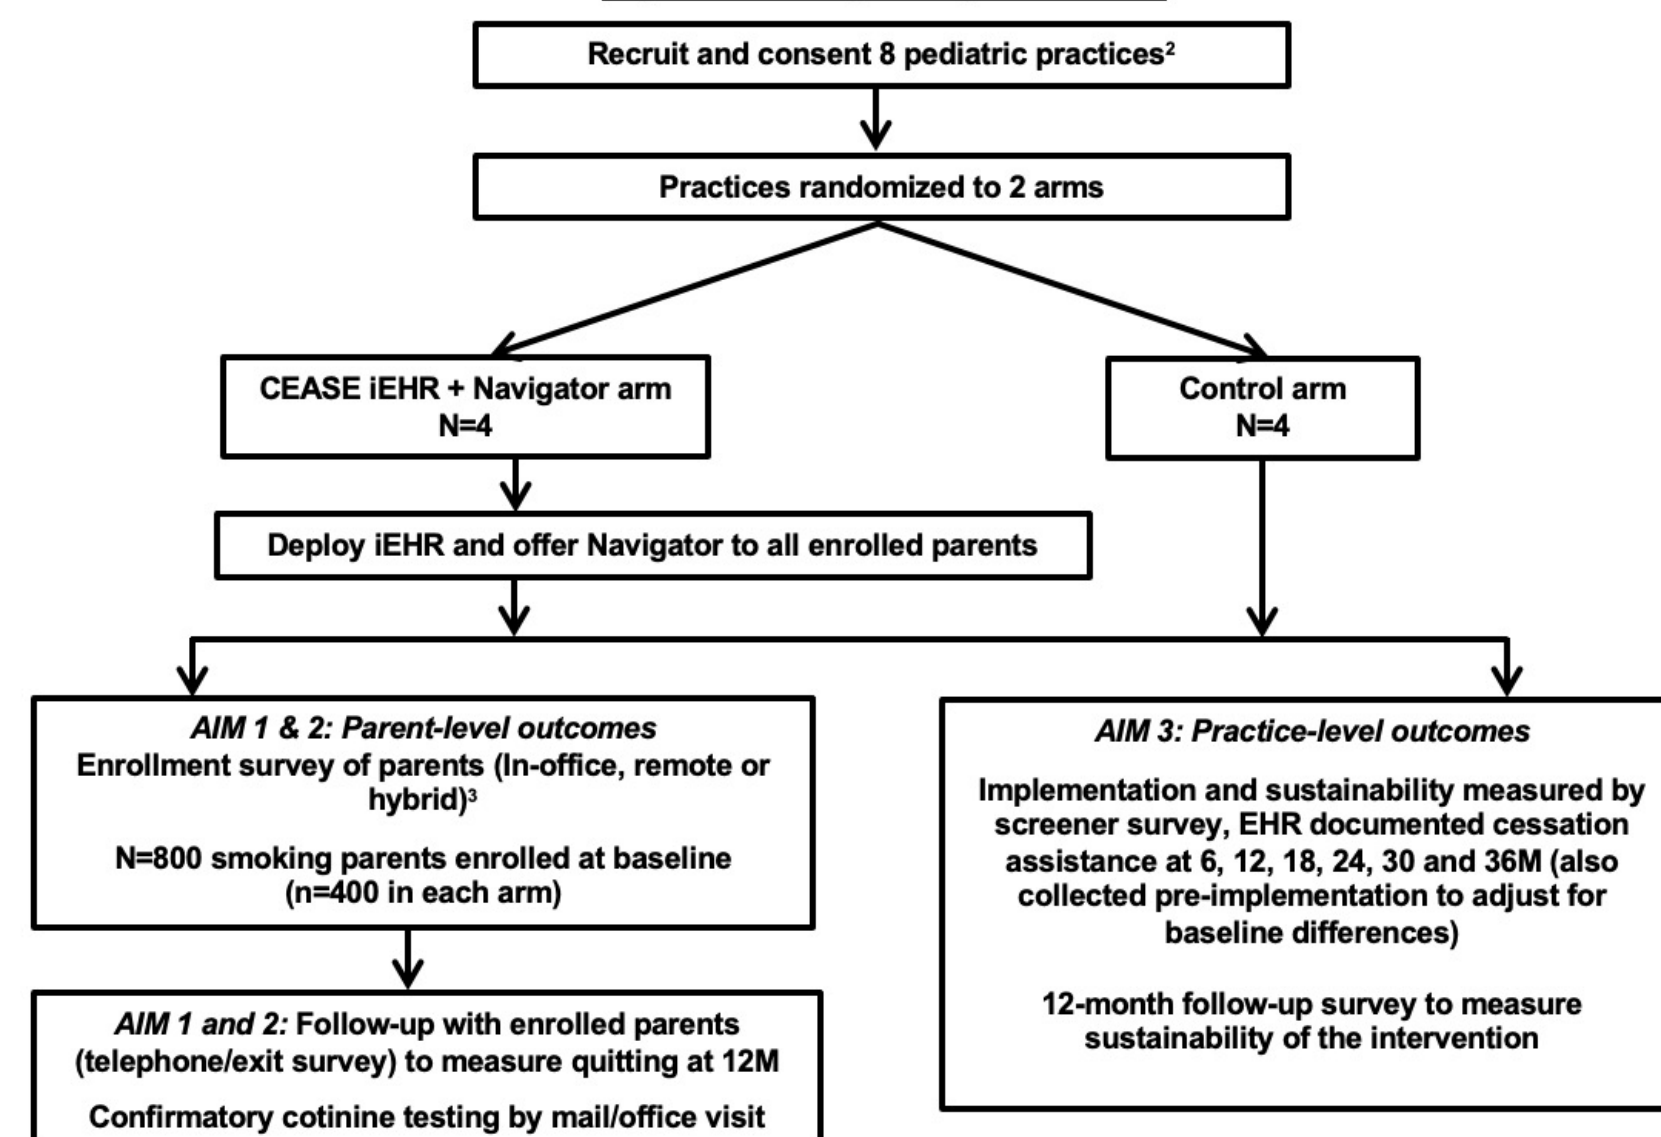 Recruit and consent 8 pediatric practices²
Practices randomized to 2 arms
CEASE iEHR + Navigator arm
N=4
Control arm
N=4
Deploy iEHR and offer Navigator to all enrolled parents
AIM 1 & 2: Parent-level outcomes
Enrollment survey of parents (In-office, remote or
hybrid)³
N=800 smoking parents enrolled at baseline
(n=400 in each arm)
AIM 1 and 2: Follow-up with enrolled parents
(telephone/exit survey) to measure quitting at 12M
Confirmatory cotinine testing by mail/office visit
AIM 3: Practice-level outcomes
Implementation and sustainability measured by
screener survey, EHR documented cessation
assistance at 6, 12, 18, 24, 30 and 36M (also
collected pre-implementation to adjust for
baseline differences)
12-month follow-up survey to measure
sustainability of the intervention